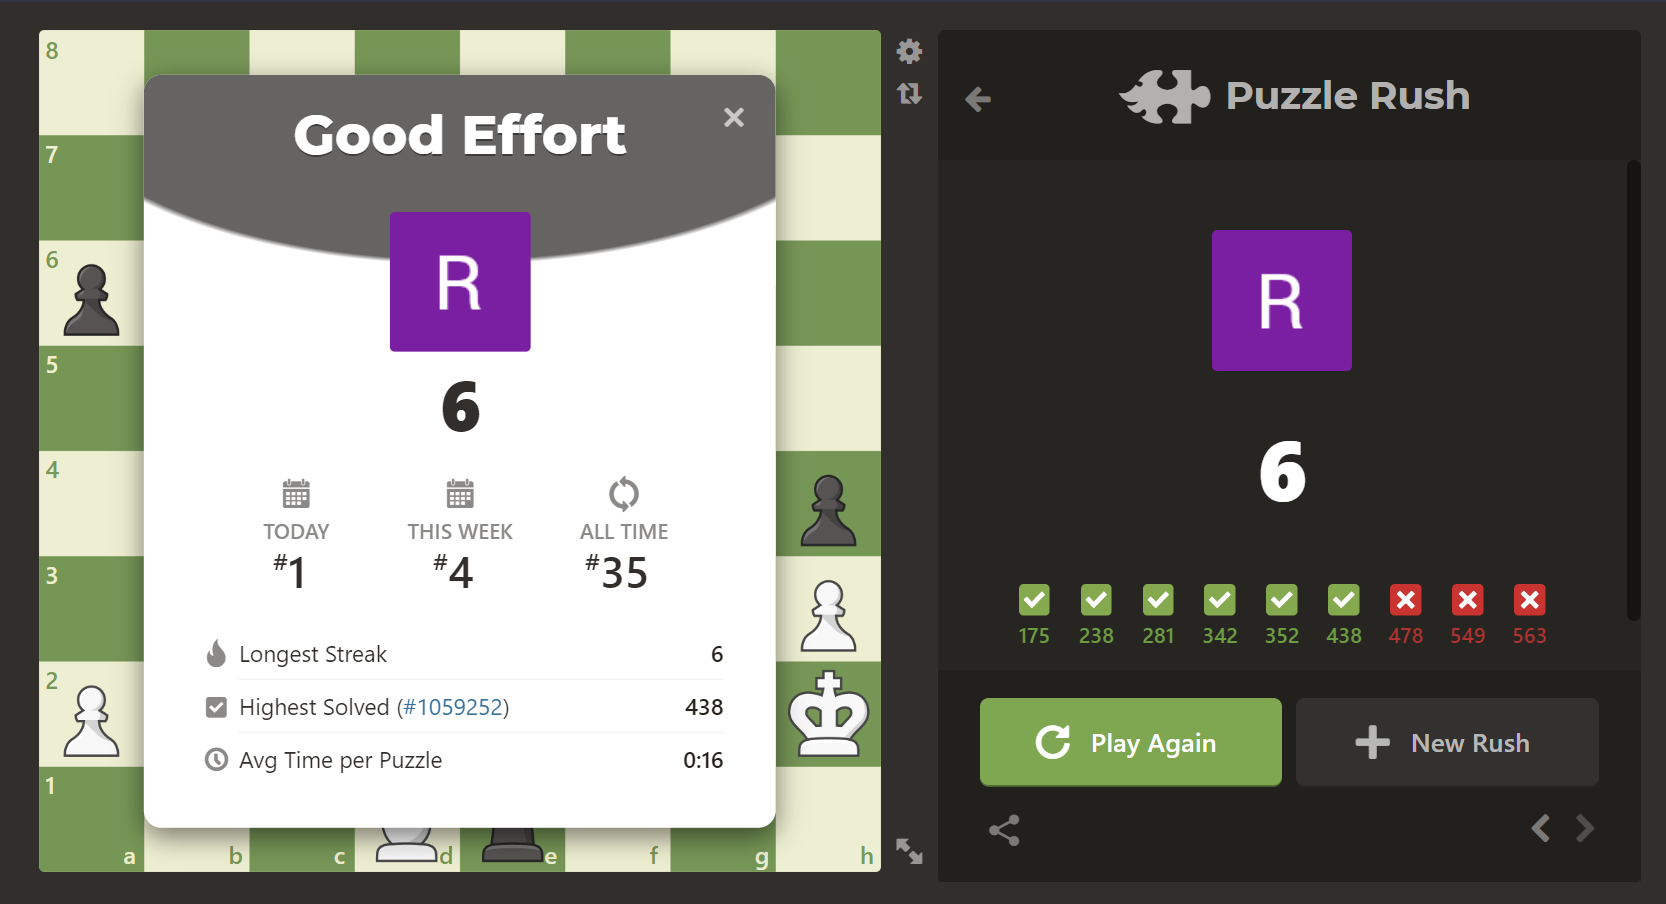 8
7
6
5
4
3
2
1
a b c d e f g h
Good Effort
R
6
TODAY
#1
THIS WEEK
#4
ALL TIME
#35
Longest Streak 6
Highest Solved (#1059252) 438
Avg Time per Puzzle 0:16
Puzzle Rush
R
6
175 238 281 342 352 438 478 549 563
Play Again
New Rush